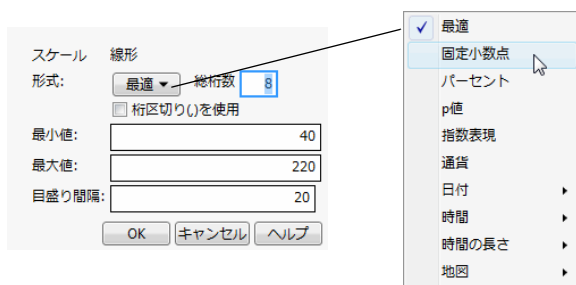 スケール 線形
形式: 最適 総桁数 8
桁区切り(,)を使用
最小値: 40
最大値: 220
目盛り間隔: 20
OK キャンセル ヘルプ
最適
固定小数点
パーセント
p値
指数表現
通貨
日付
時間
時間の長さ
地図